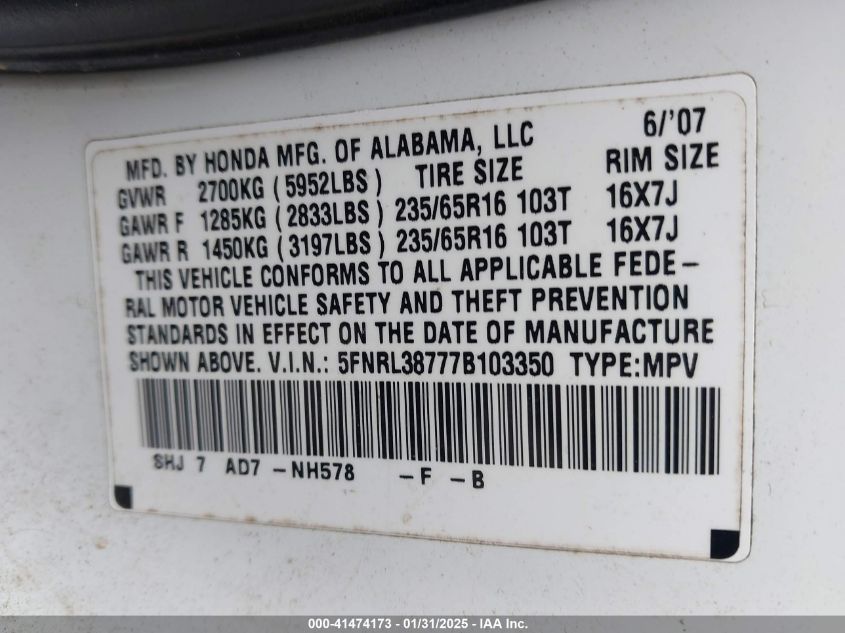 MFD. BY HONDA MFG. OF ALABAMA, LLC 6/'07
GVWR 2700KG (5952LBS) TIRE SIZE RIM SIZE
GAWR F 1285KG (2833LBS) 235/65R16 103T 16X7J
GAWR R 1450KG (3197LBS) 235/65R16 103T 16X7J
THIS VEHICLE CONFORMS TO ALL APPLICABLE FEDE-
RAL MOTOR VEHICLE SAFETY AND THEFT PREVENTION
STANDARDS IN EFFECT ON THE DATE OF MANUFACTURE
SHOWN ABOVE. V.I.N.: 5FNRL38777B103350 TYPE:MPV
SHJ 7 AD7 -NH578 -F -B
000-41474173 - 01/31/2025 - IAA Inc.